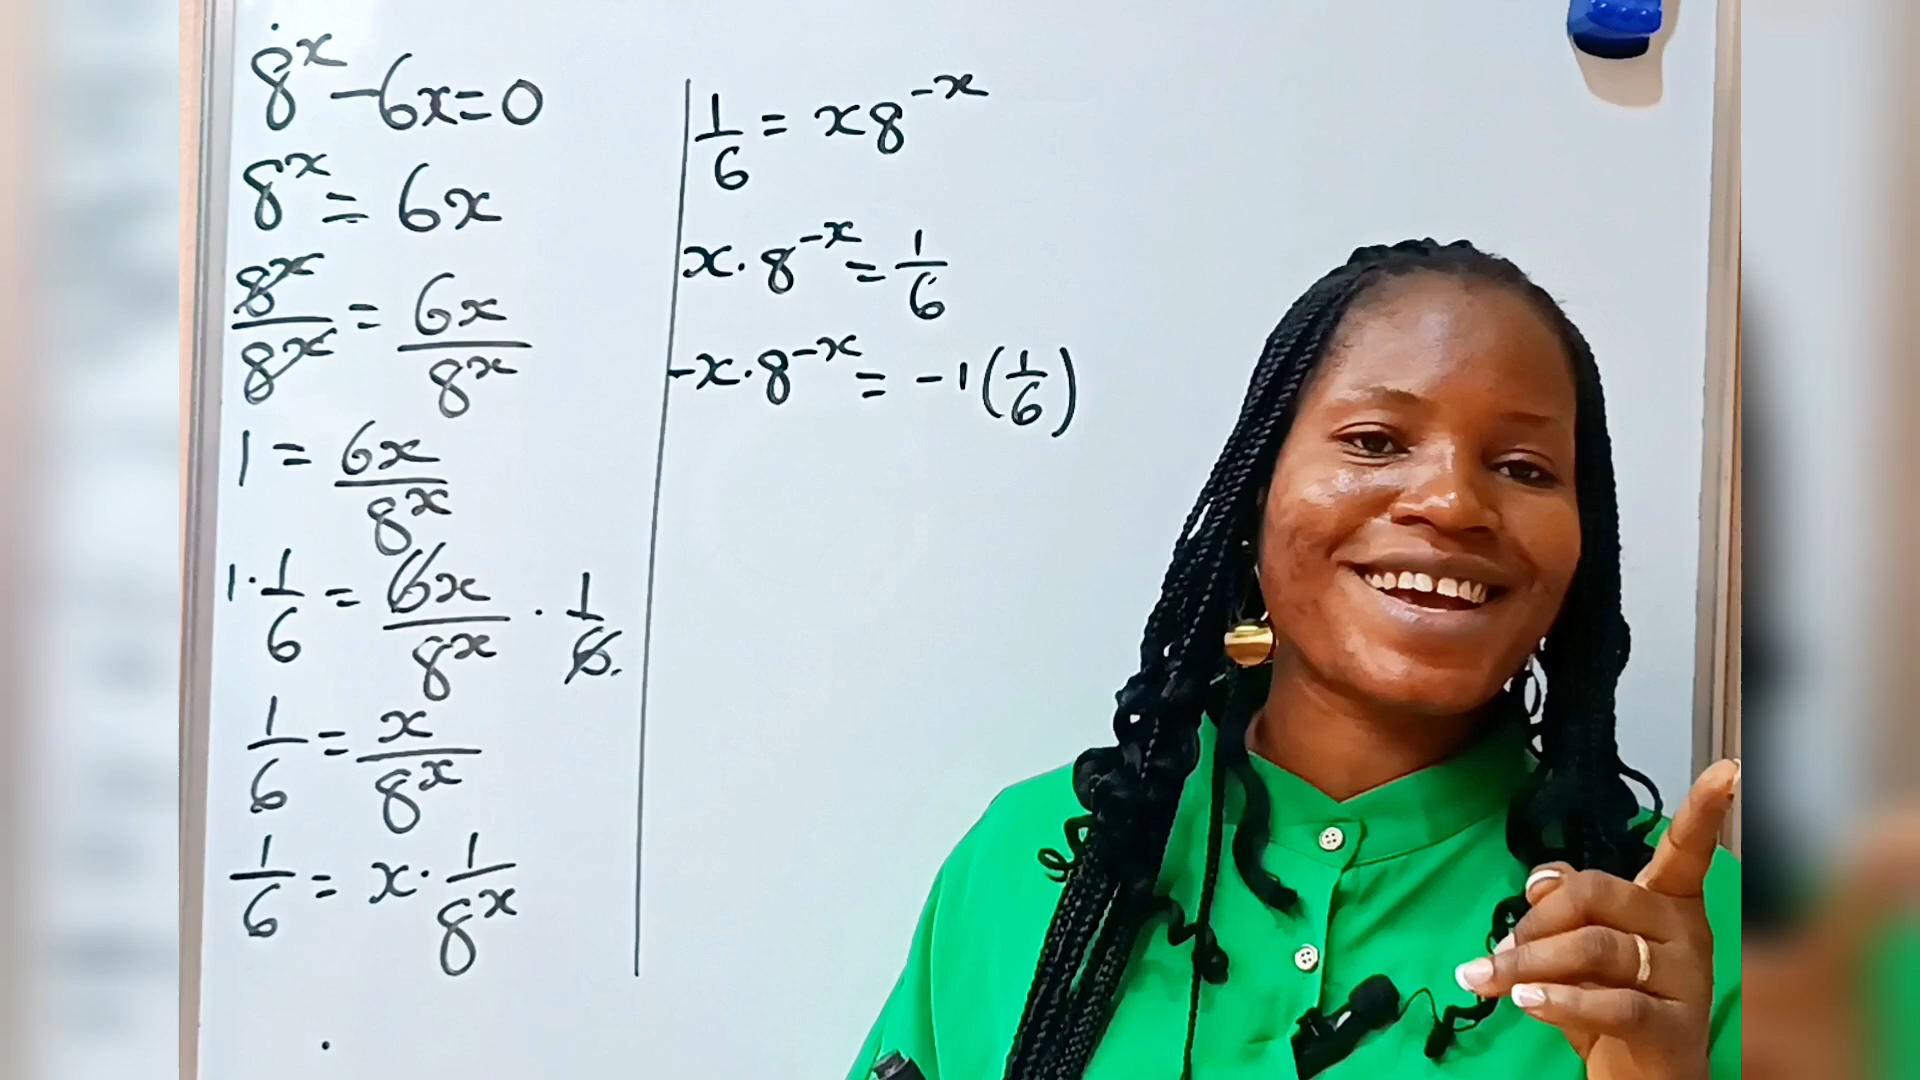 8^x - 6x = 0
8^x = 6x
8^x/8^x = 6x/8^x
1 = 6x/8^x
1 · 1/6 = 6x/8^x · 1/6
1/6 = x/8^x
1/6 = x · 1/8^x
1/6 = x8^-x
x · 8^-x = 1/6
-x · 8^-x = -1(1/6)